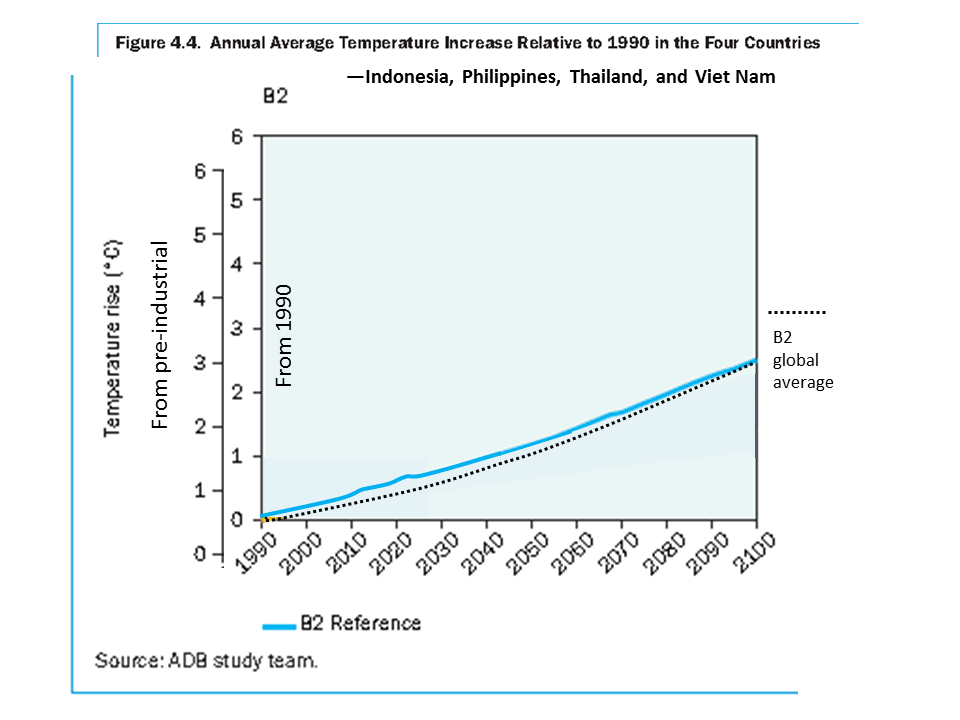 Figure 4.4. Annual Average Temperature Increase Relative to 1990 in the Four Countries
—Indonesia, Philippines, Thailand, and Viet Nam
B2
Temperature rise (°C)
From pre-industrial
6
5
4
3
2
1
0
From 1990
6
5
4
3
2
1
0
1990 2000 2010 2020 2030 2040 2050 2060 2070 2080 2090 2100
B2
global
average
B2 Reference
Source: ADB study team.